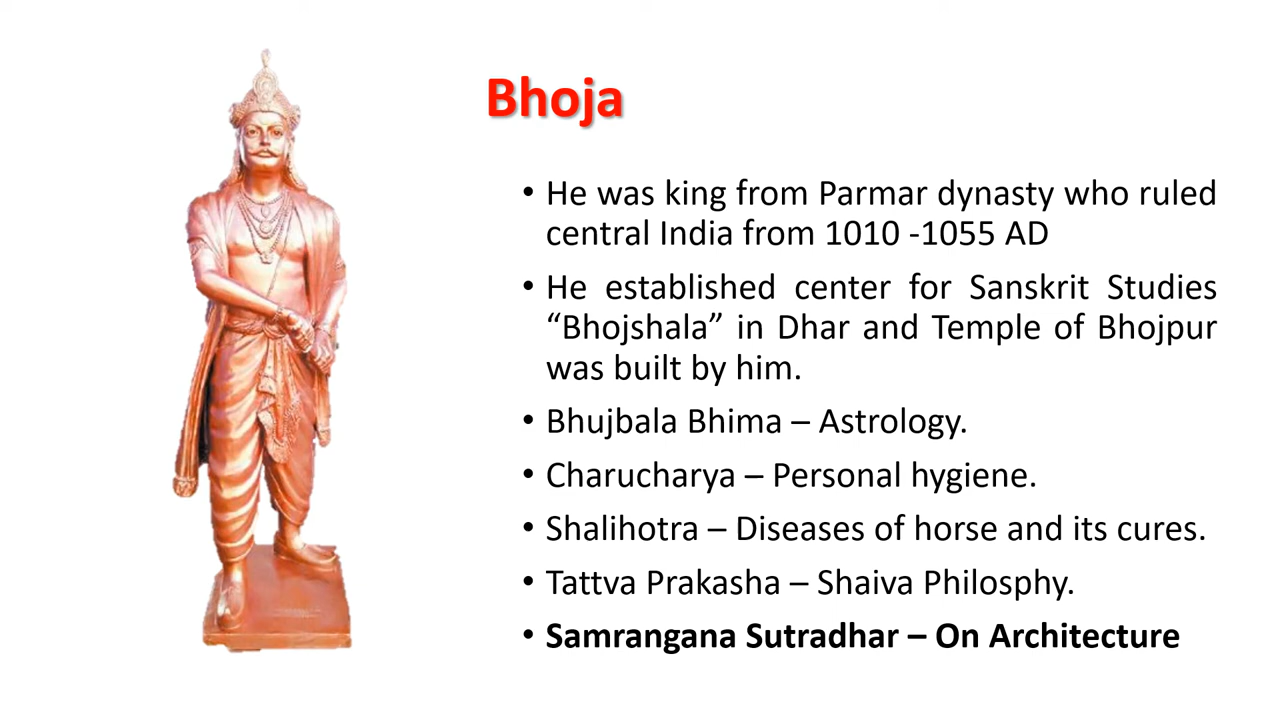 Bhoja
• He was king from Parmar dynasty who ruled
central India from 1010 -1055 AD
• He established center for Sanskrit Studies
“Bhojshala” in Dhar and Temple of Bhojpur
was built by him.
• Bhujbala Bhima – Astrology.
• Charucharya – Personal hygiene.
• Shalihotra – Diseases of horse and its cures.
• Tattva Prakasha – Shaiva Philosphy.
• Samrangana Sutradhar – On Architecture